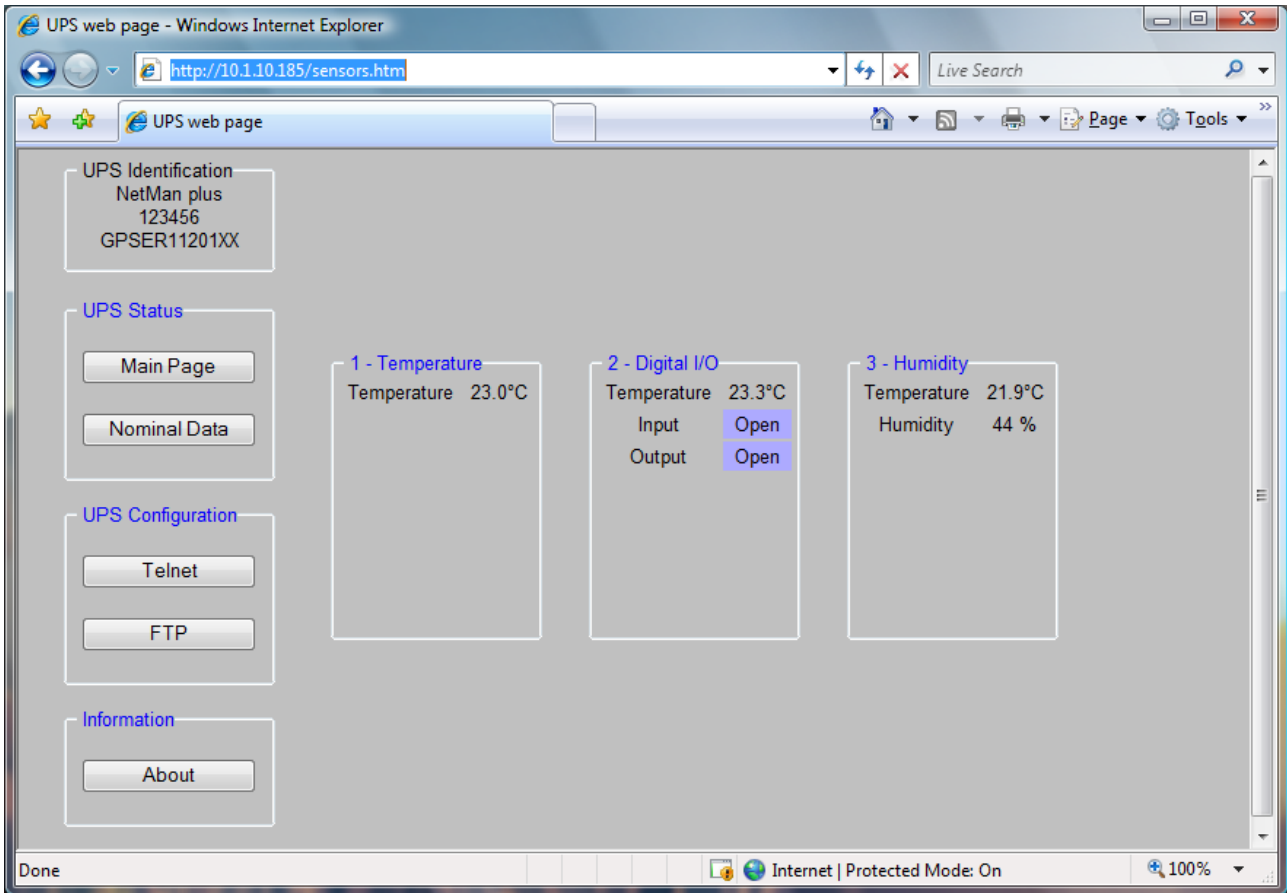 UPS web page - Windows Internet Explorer
http://10.1.10.185/sensors.htm
Live Search
UPS web page
Page
Tools
UPS Identification
NetMan plus
123456
GPSER11201XX
UPS Status
Main Page
Nominal Data
UPS Configuration
Telnet
FTP
Information
About
1 - Temperature
Temperature 23.0°C
2 - Digital I/O
Temperature 23.3°C
Input Open
Output Open
3 - Humidity
Temperature 21.9°C
Humidity 44 %
Done
Internet | Protected Mode: On
100%